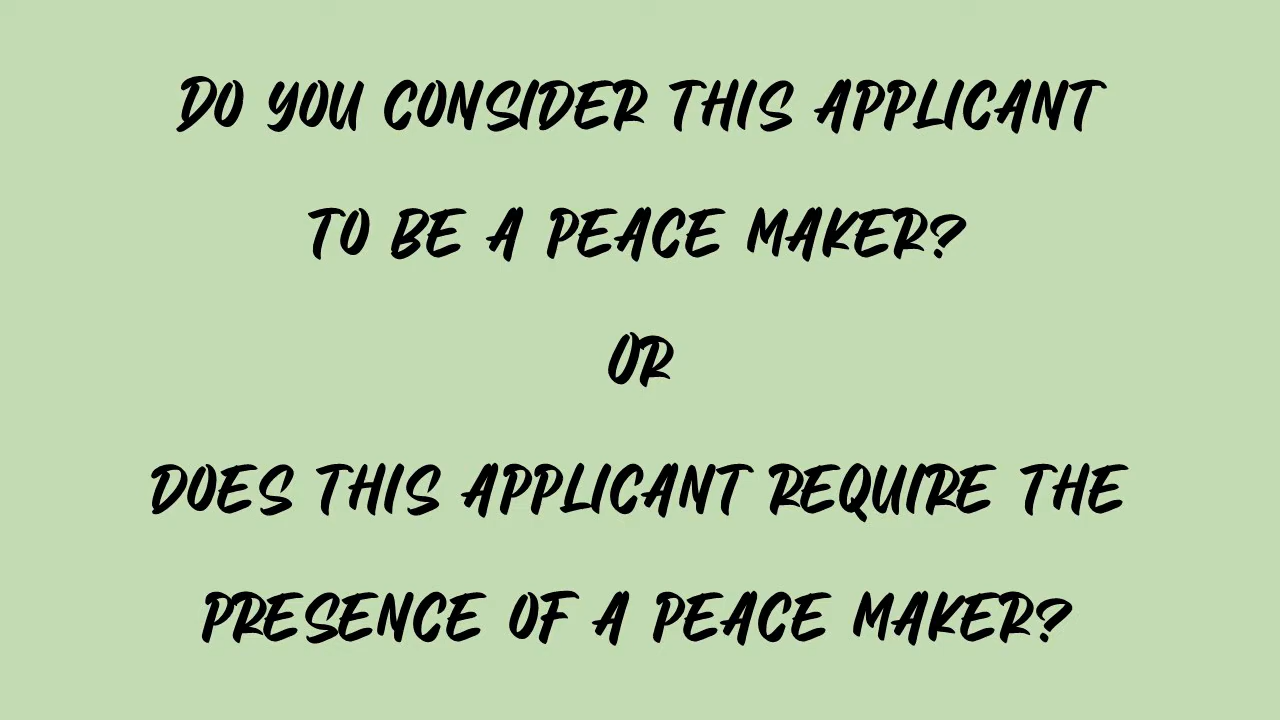 DO YOU CONSIDER THIS APPLICANT
TO BE A PEACE MAKER?
OR
DOES THIS APPLICANT REQUIRE THE
PRESENCE OF A PEACE MAKER?